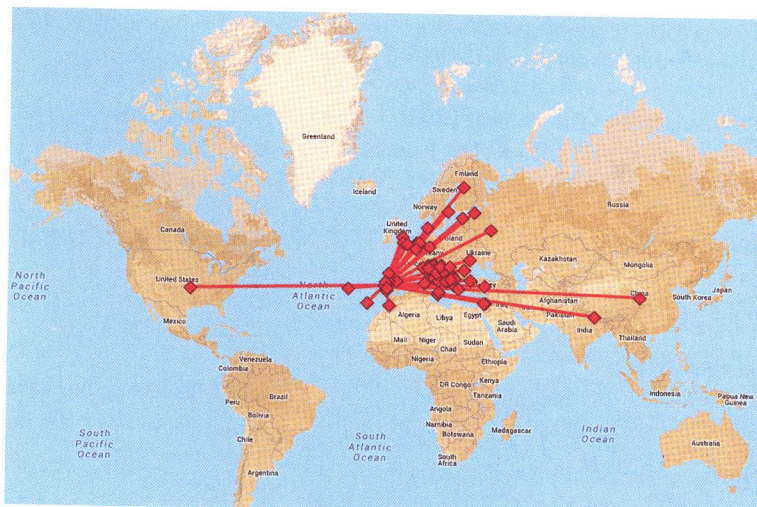 Greenland
Finland
Sweden
Iceland
Norway
Russia
United
Kingdom
Canada
Ukraine
Kazakhstan
Mongolia
North
Pacific
Ocean
United States
North
Atlantic
Ocean
China
Japan
South Korea
Afghanistan
Pakistan
Mexico
Algeria
Libya
Egypt
Saudi
Arabia
India
Thailand
Mali
Niger
Chad
Sudan
Nigeria
Ethiopia
Venezuela
Colombia
DR Congo
Kenya
Tanzania
Indonesia
Papua New
Guinea
Brazil
Peru
Bolivia
Angola
Namibia
Botswana
Madagascar
South
Pacific
Ocean
Chile
South
Atlantic
Ocean
Indian
Ocean
Australia
South
Africa
Argentina